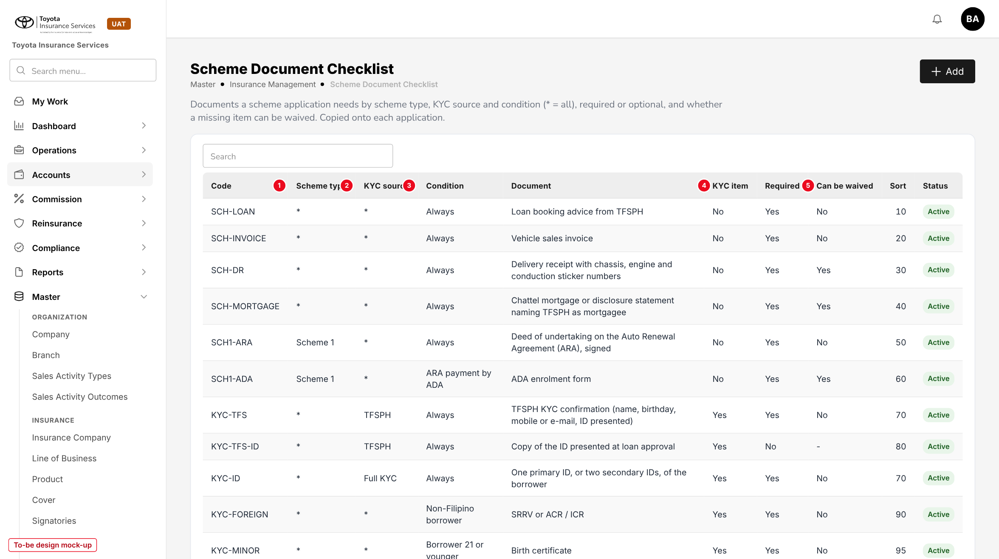 Toyota
Insurance Services
UAT
Toyota Insurance Services
Search menu...
My Work
Dashboard
Operations
Accounts
Commission
Reinsurance
Compliance
Reports
Master
ORGANIZATION
Company
Branch
Sales Activity Types
Sales Activity Outcomes
INSURANCE
Insurance Company
Line of Business
Product
Cover
Signatories
To-be design mock-up
BA
Scheme Document Checklist
Master • Insurance Management • Scheme Document Checklist
+ Add
Documents a scheme application needs by scheme type, KYC source and condition (* = all), required or optional, and whether
a missing item can be waived. Copied onto each application.
Search
Code 1 Scheme typ 2 KYC sourc 3 Condition Document 4 KYC item Required 5 Can be waived Sort Status
SCH-LOAN * * Always Loan booking advice from TFSPH No Yes No 10 Active
SCH-INVOICE * * Always Vehicle sales invoice No Yes No 20 Active
SCH-DR * * Always Delivery receipt with chassis, engine and
conduction sticker numbers No Yes Yes 30 Active
SCH-MORTGAGE * * Always Chattel mortgage or disclosure statement
naming TFSPH as mortgagee No Yes Yes 40 Active
SCH1-ARA Scheme 1 * Always Deed of undertaking on the Auto Renewal
Agreement (ARA), signed No Yes No 50 Active
SCH1-ADA Scheme 1 * ARA payment by
ADA ADA enrolment form No Yes Yes 60 Active
KYC-TFS * TFSPH Always TFSPH KYC confirmation (name, birthday,
mobile or e-mail, ID presented) Yes Yes No 70 Active
KYC-TFS-ID * TFSPH Always Copy of the ID presented at loan approval Yes No - 80 Active
KYC-ID * Full KYC Always One primary ID, or two secondary IDs, of the
borrower Yes Yes No 70 Active
KYC-FOREIGN * * Non-Filipino
borrower SRRV or ACR / ICR Yes Yes No 90 Active
KYC-MINOR * * Borrower 21 or
younger Birth certificate Yes Yes No 95 Active